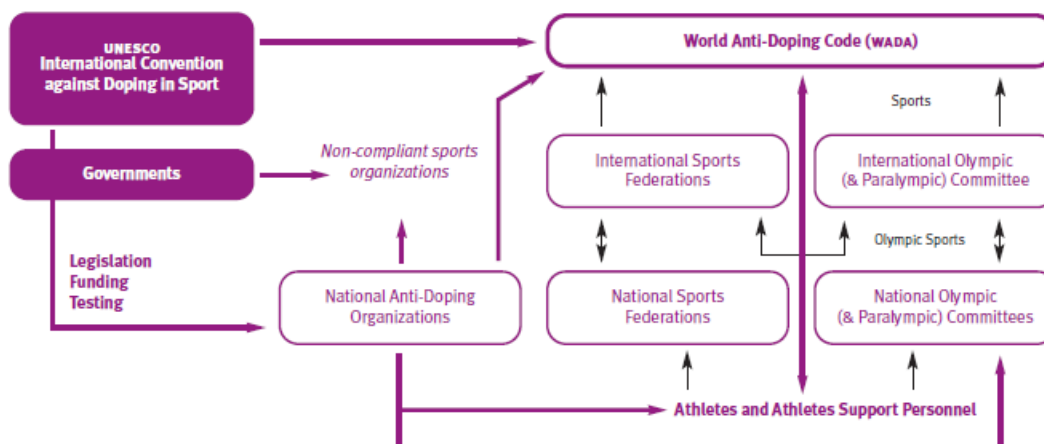 UNESCO
International Convention
against Doping in Sport
World Anti-Doping Code (WADA)
Sports
Governments
Non-compliant sports
organizations
International Sports
Federations
International Olympic
(& Paralympic) Committee
Olympic Sports
Legislation
Funding
Testing
National Anti-Doping
Organizations
National Sports
Federations
National Olympic
(& Paralympic) Committees
Athletes and Athletes Support Personnel